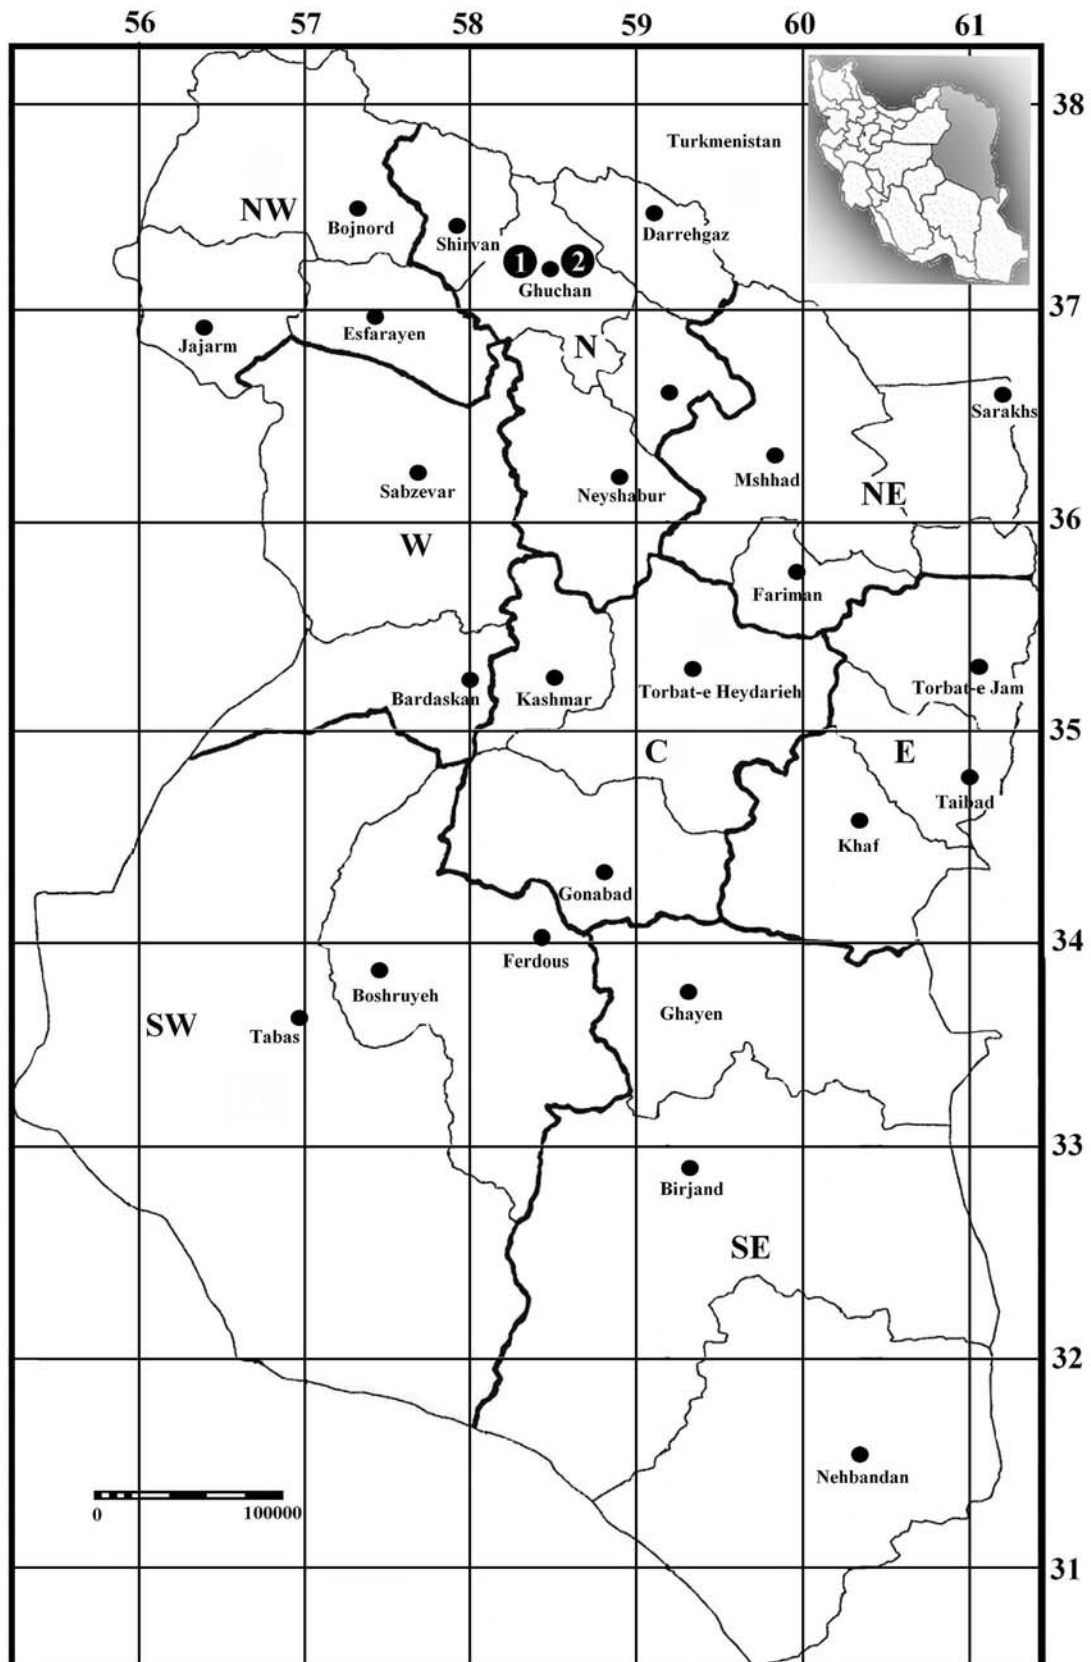 56 57 58 59 60 61
38
Turkmenistan
NW
Bojnord
Shirvan
Darrehgaz
1 2
Ghuchan
37
Jajarm
Esfarayen
N
Sarakhs
Sabzevar
Neyshabur
Mshhad
NE
36
W
Fariman
Bardaskan
Kashmar
Torbat-e Heydarieh
Torbat-e Jam
35
C
E
Taibad
Khaf
Gonabad
34
Ferdous
Boshruyeh
Ghayen
SW
Tabas
33
Birjand
SE
32
Nehbandan
0 100000
31